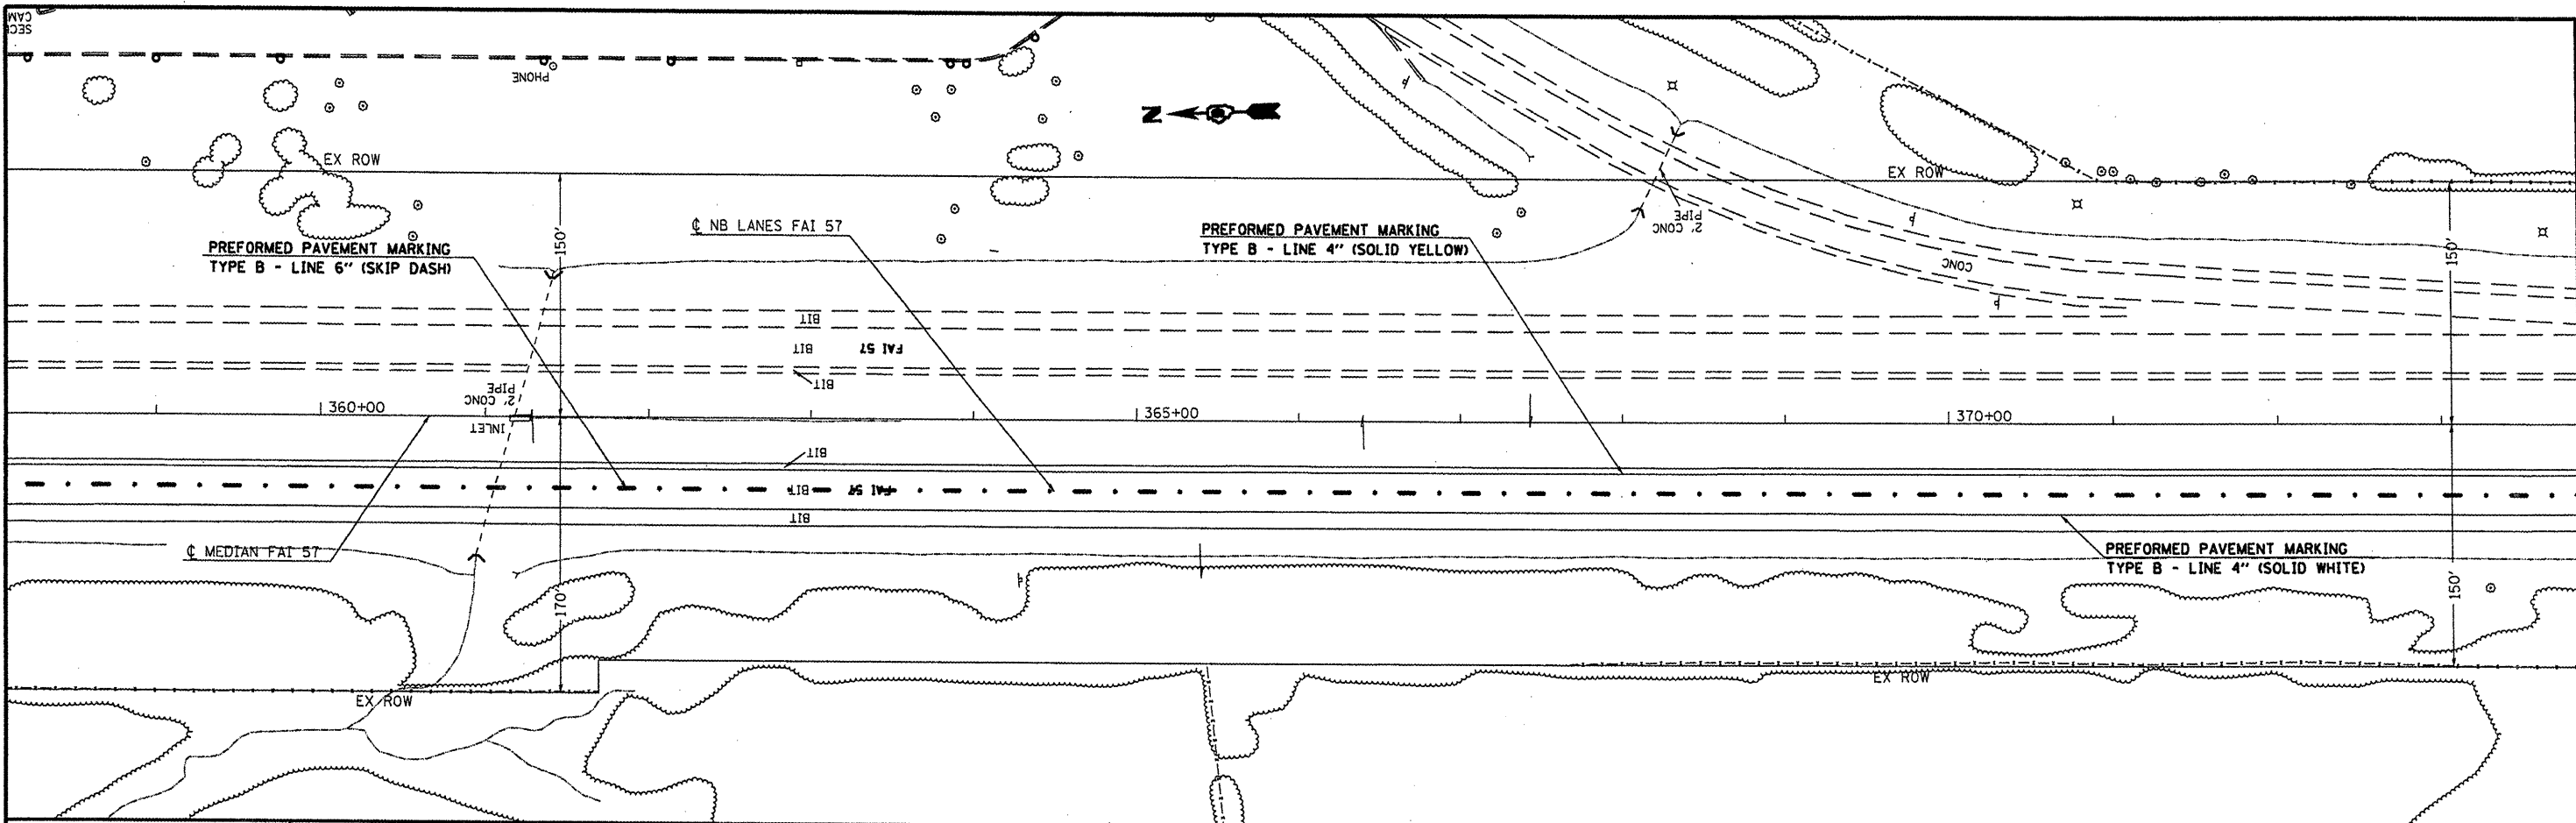 SEC
CAM
PHONE
N
EX ROW
EX ROW
150'
℄ NB LANES FAI 57
PREFORMED PAVEMENT MARKING
TYPE B - LINE 6" (SKIP DASH)
PREFORMED PAVEMENT MARKING
TYPE B - LINE 4" (SOLID YELLOW)
2' CONC
PIPE
CONC
150'
BIT
BIT
FAI 57
BIT
2' CONC
PIPE
360+00
365+00
370+00
INLET
BIT
BIT
FAI 57
BIT
℄ MEDIAN FAI 57
PREFORMED PAVEMENT MARKING
TYPE B - LINE 4" (SOLID WHITE)
170'
150'
EX ROW
EX ROW